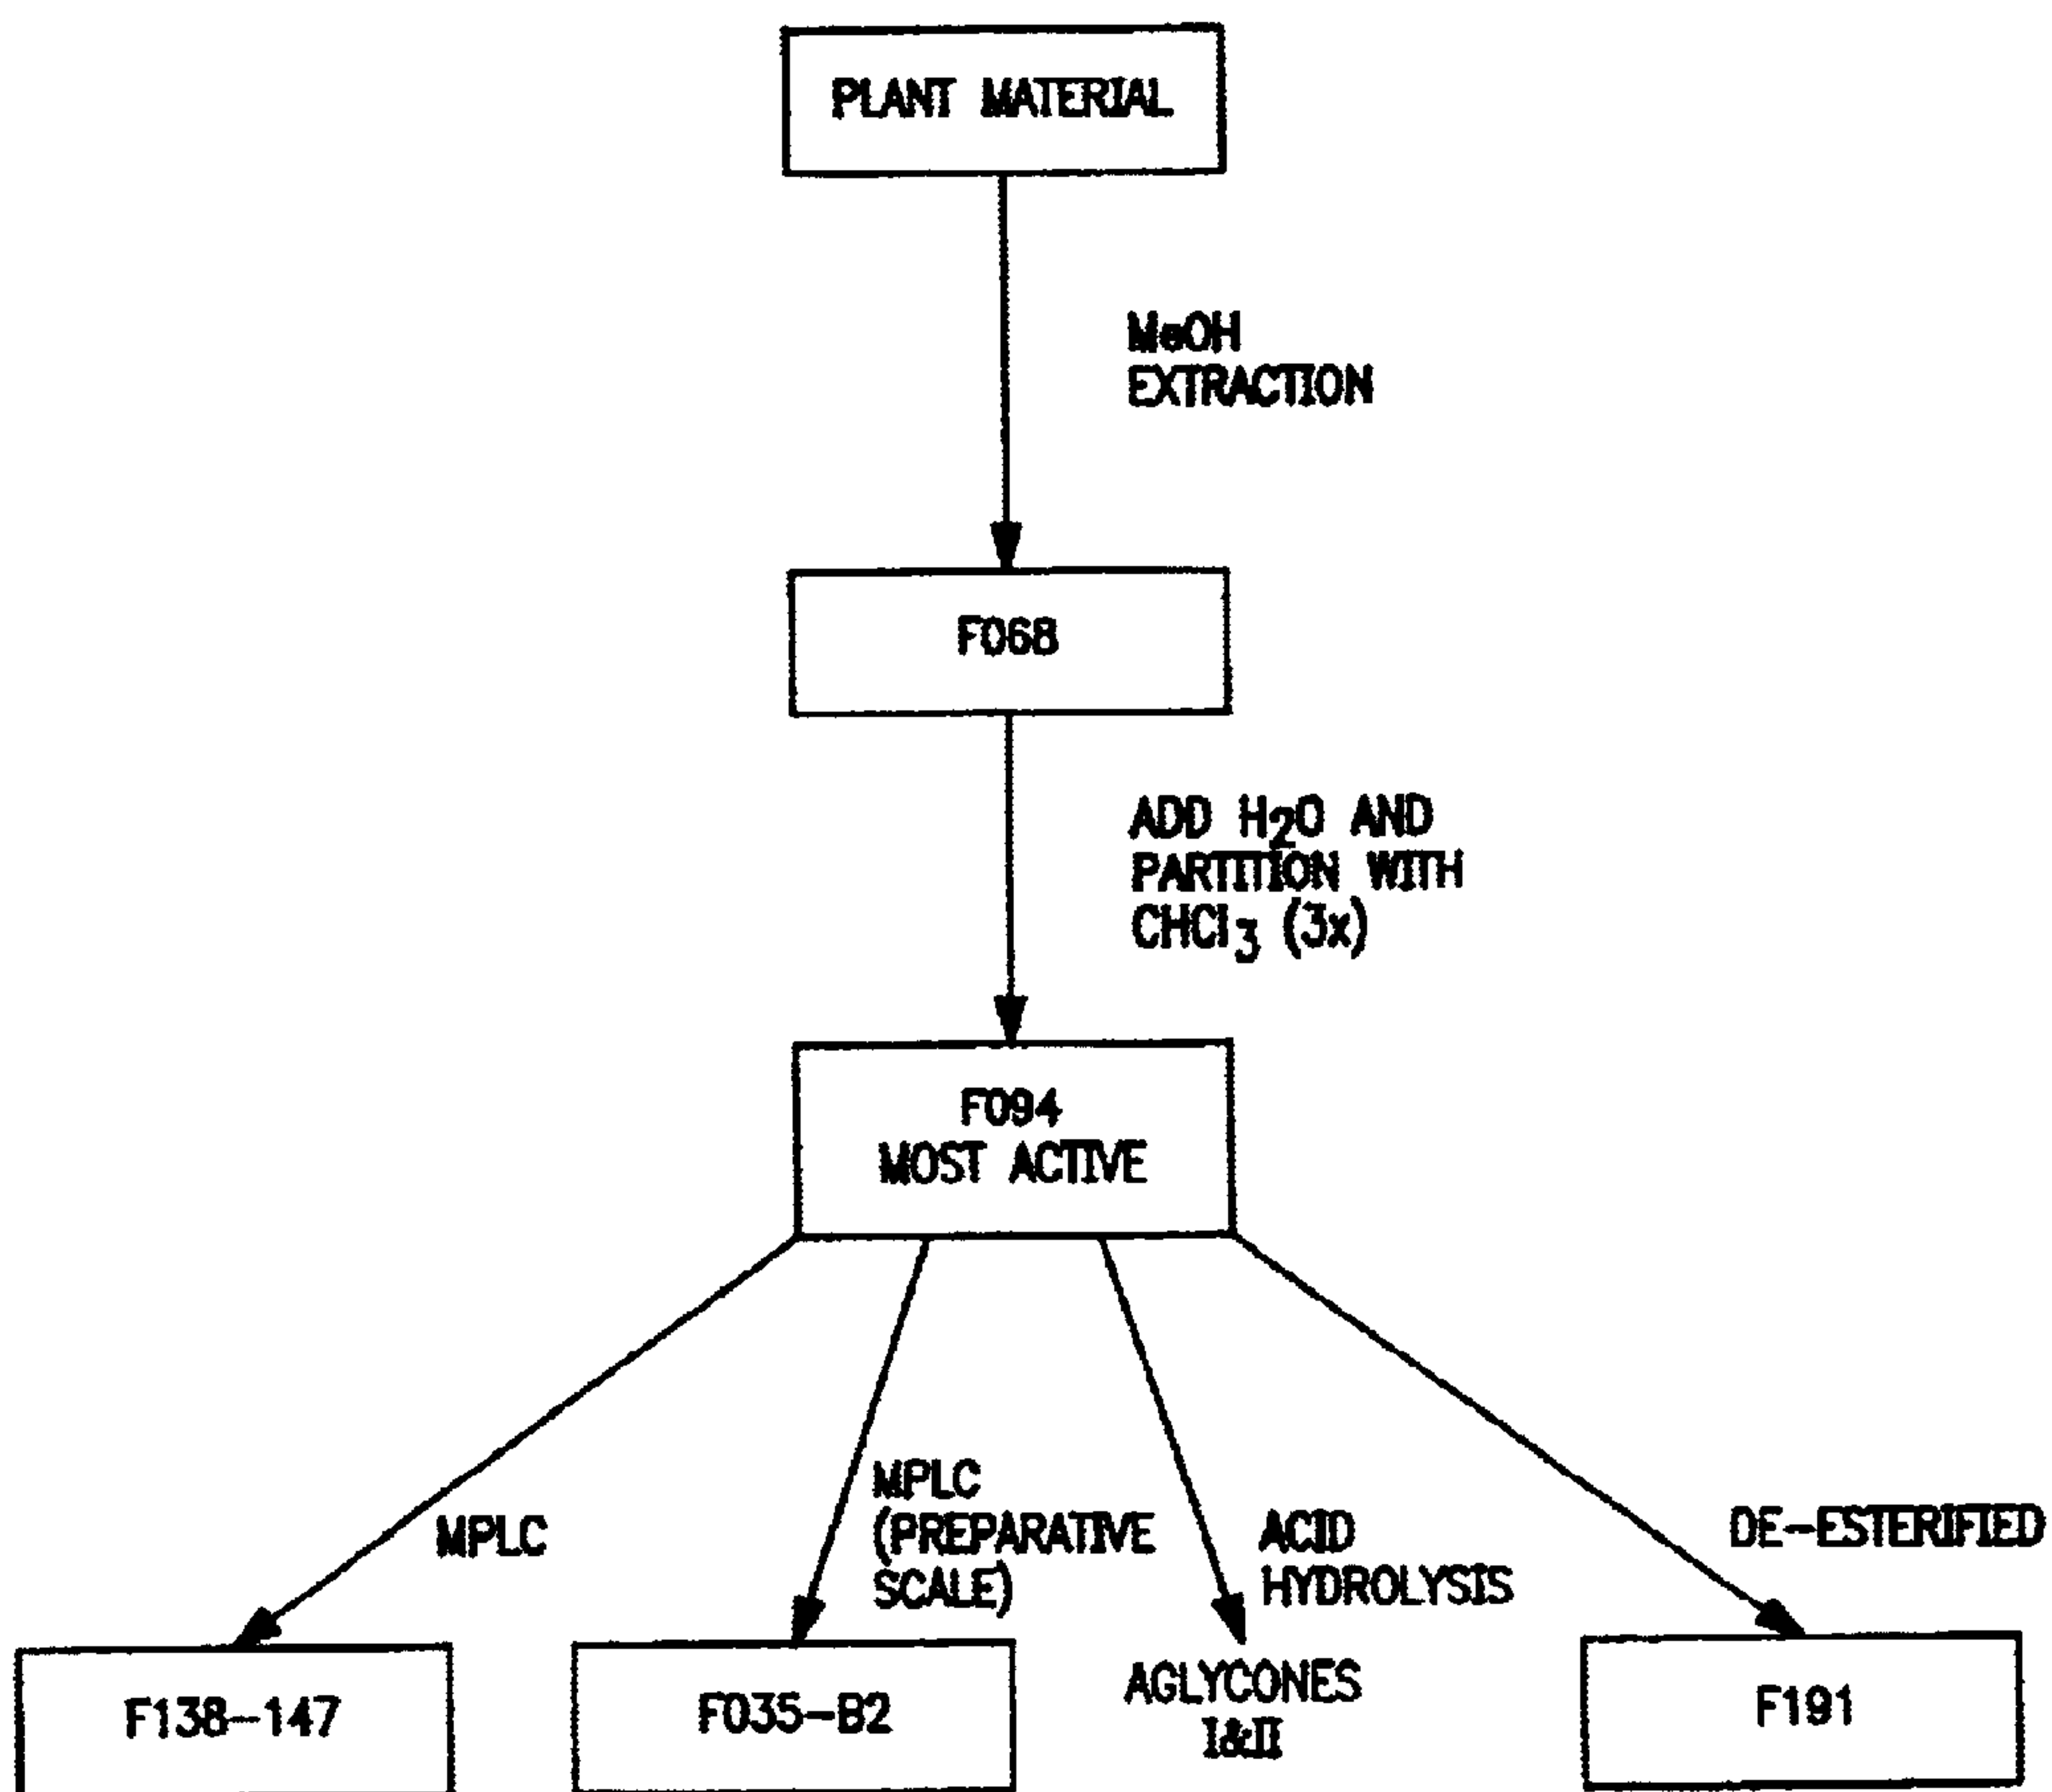 PLANT MATERIAL
MeOH
EXTRACTION
F068
ADD H2O AND
PARTITION WITH
CHCl3 (3x)
F094
MOST ACTIVE
MPLC
MPLC
(PREPARATIVE
SCALE)
ACID
HYDROLYSIS
DE-ESTERIFIED
F138-147
F035-B2
AGLYCONES
I&II
F191